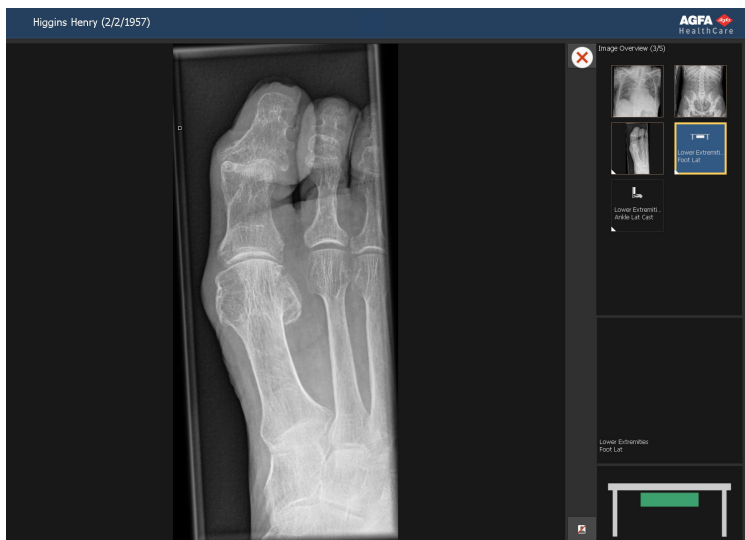 Higgins Henry (2/2/1957)
AGFA
HealthCare
Image Overview (3/5)
Lower Extremiti...
Foot Lat
Lower Extremiti...
Ankle Lat Cast
Lower Extremities
Foot Lat